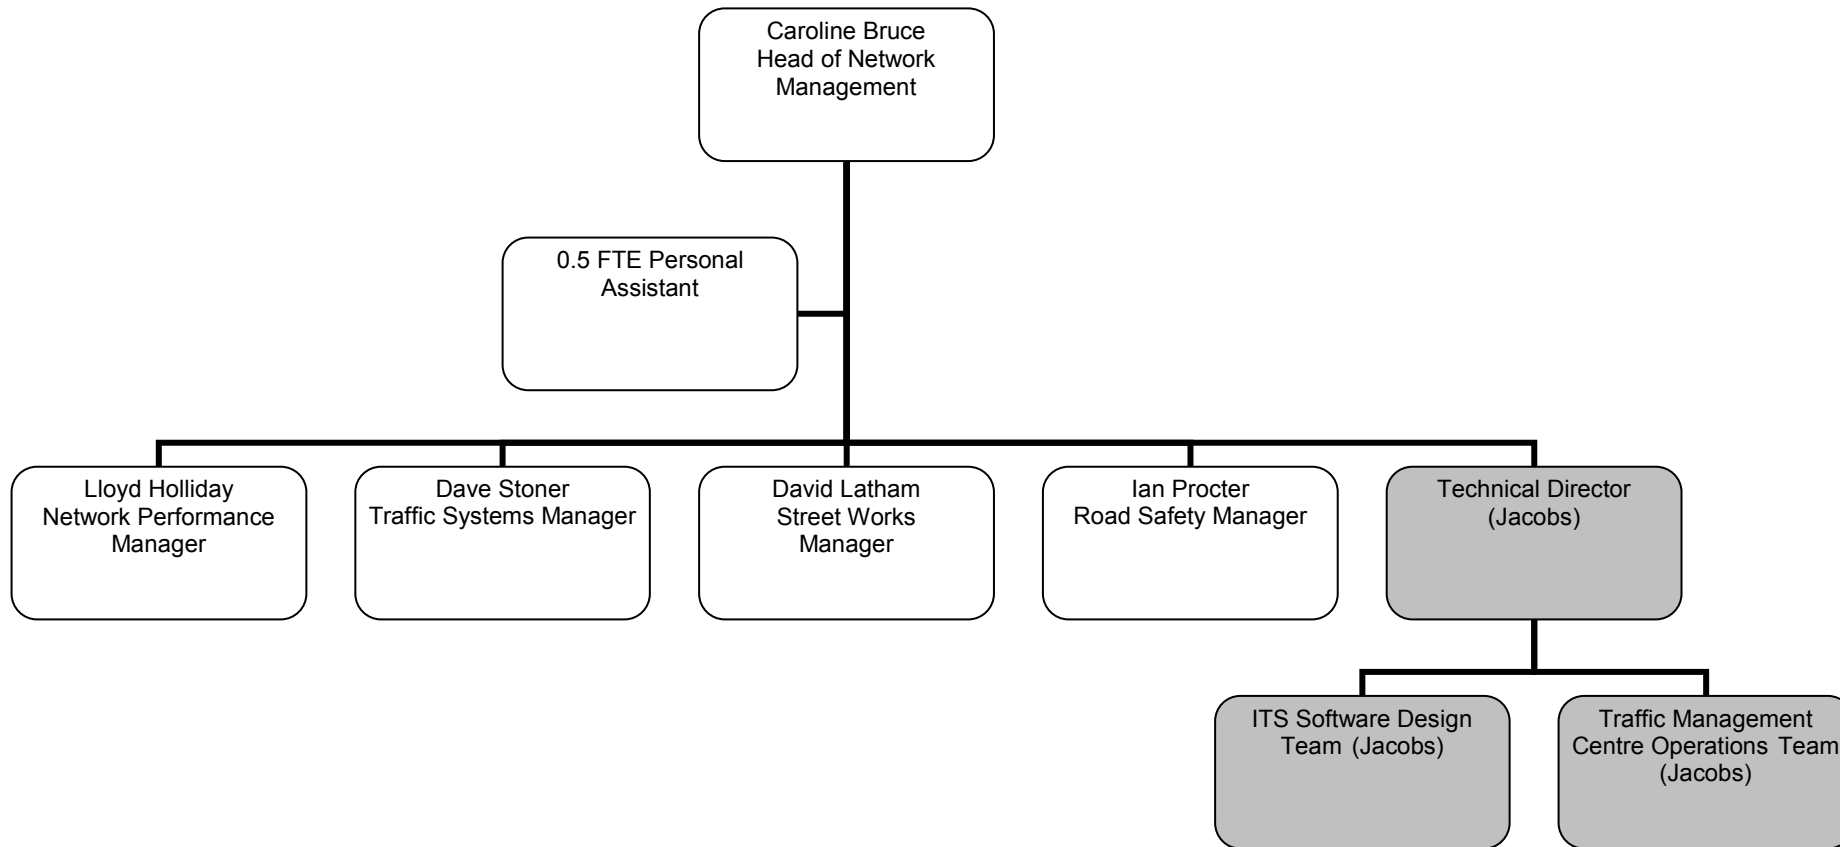 Caroline Bruce
Head of Network
Management
0.5 FTE Personal
Assistant
Lloyd Holliday
Network Performance
Manager
Dave Stoner
Traffic Systems Manager
David Latham
Street Works
Manager
Ian Procter
Road Safety Manager
Technical Director
(Jacobs)
ITS Software Design
Team (Jacobs)
Traffic Management
Centre Operations Team
(Jacobs)